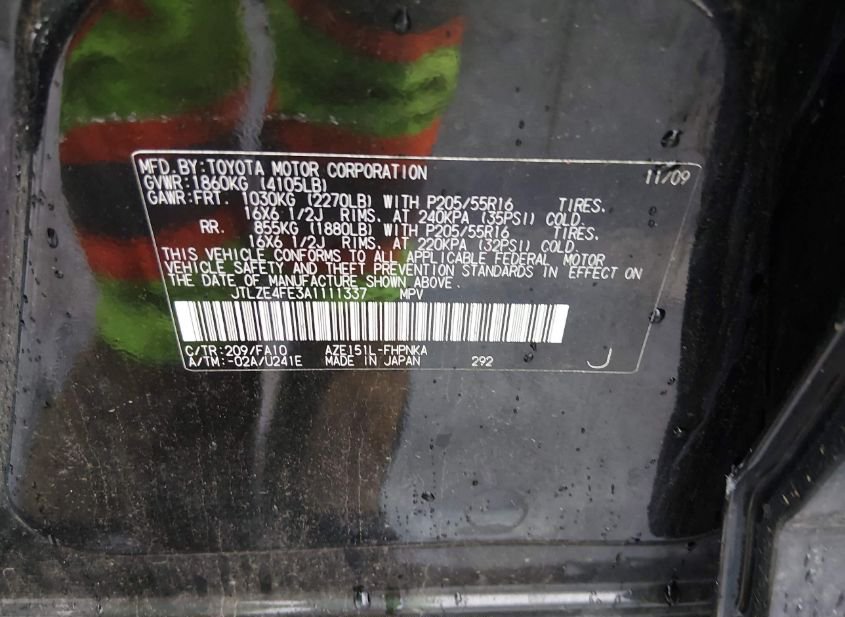 MFD.BY:TOYOTA MOTOR CORPORATION 11/09
GVWR:1860KG (4105LB)
GAWR:FRT. 1030KG (2270LB) WITH P205/55R16 TIRES,
16X6 1/2J RIMS, AT 240KPA (35PSI) COLD.
RR. 855KG (1880LB) WITH P205/55R16 TIRES,
16X6 1/2J RIMS, AT 220KPA (32PSI) COLD.
THIS VEHICLE CONFORMS TO ALL APPLICABLE FEDERAL MOTOR
VEHICLE SAFETY AND THEFT PREVENTION STANDARDS IN EFFECT ON
THE DATE OF MANUFACTURE SHOWN ABOVE.
JTLZE4FE3A1111337 MPV
C/TR:209/FA10 AZE151L-FHPNKA
A/TM:-02A/U241E MADE IN JAPAN 292 J